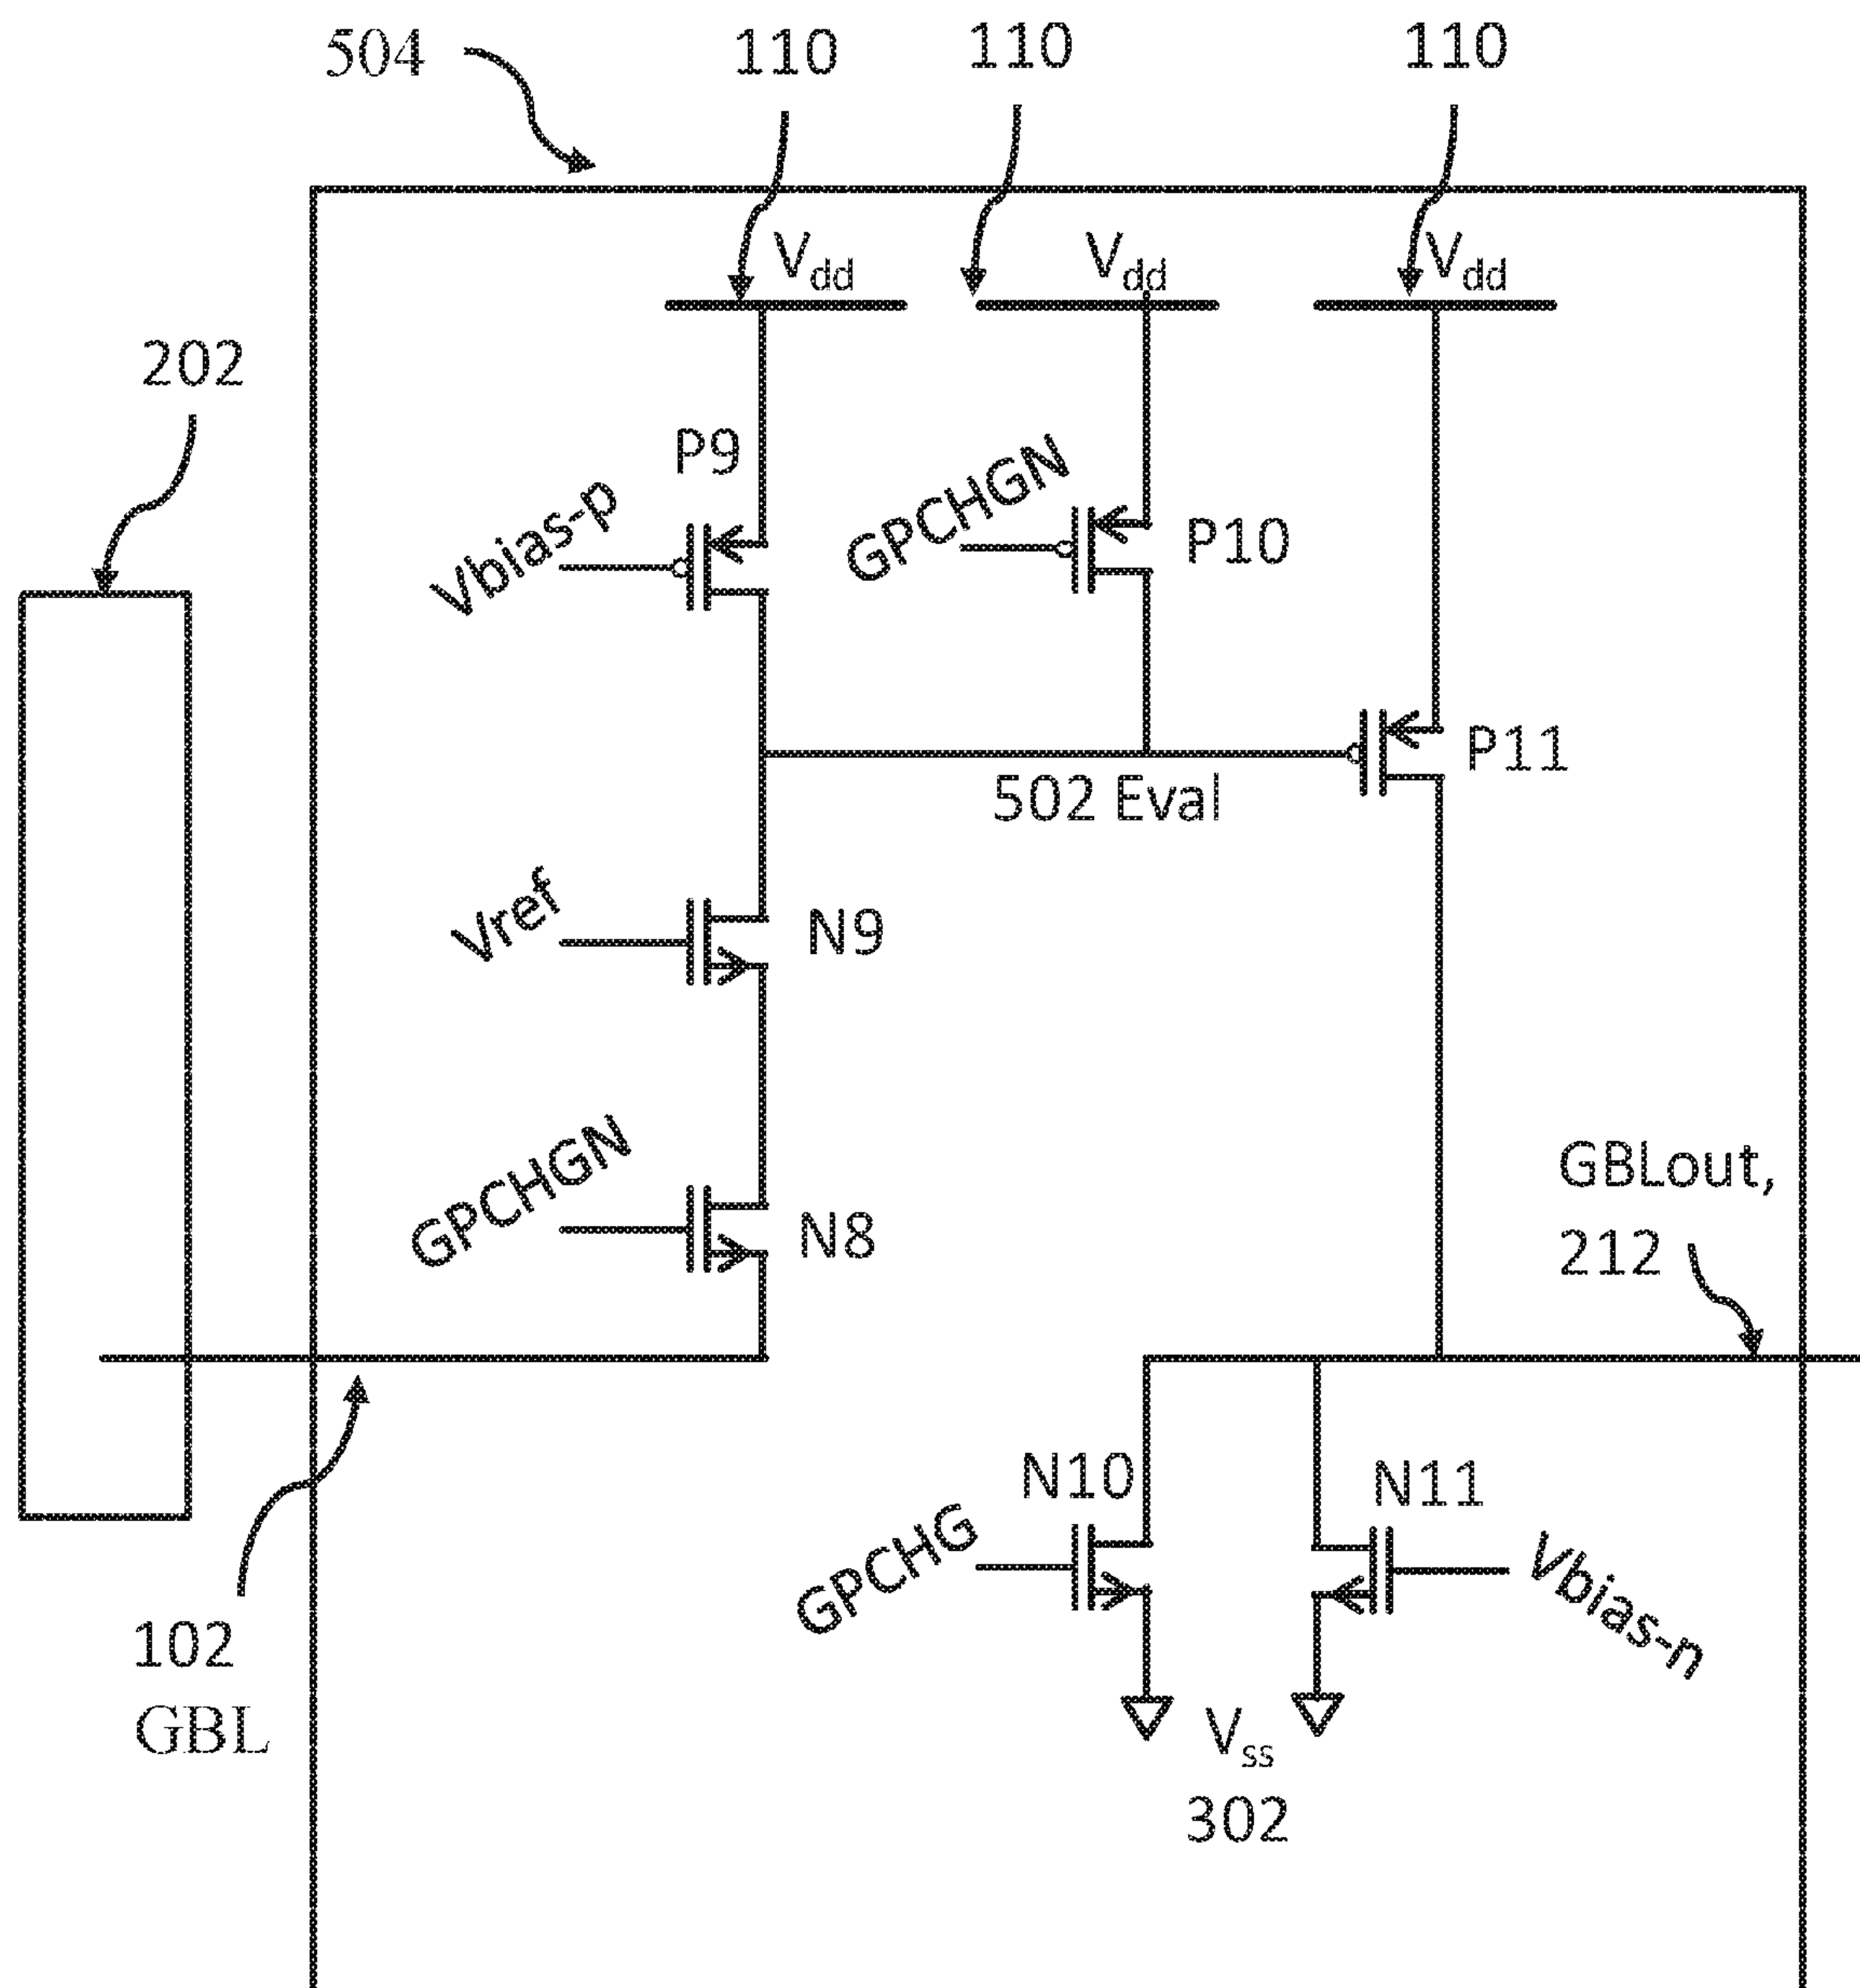 504
110
110
110
Vdd
Vdd
Vdd
202
P9
Vbias-p
GPCHGN
P10
P11
502 Eval
Vref
N9
GPCHGN
N8
GBLout,
212
N10
N11
GPCHG
Vbias-n
102
GBL
Vss
302